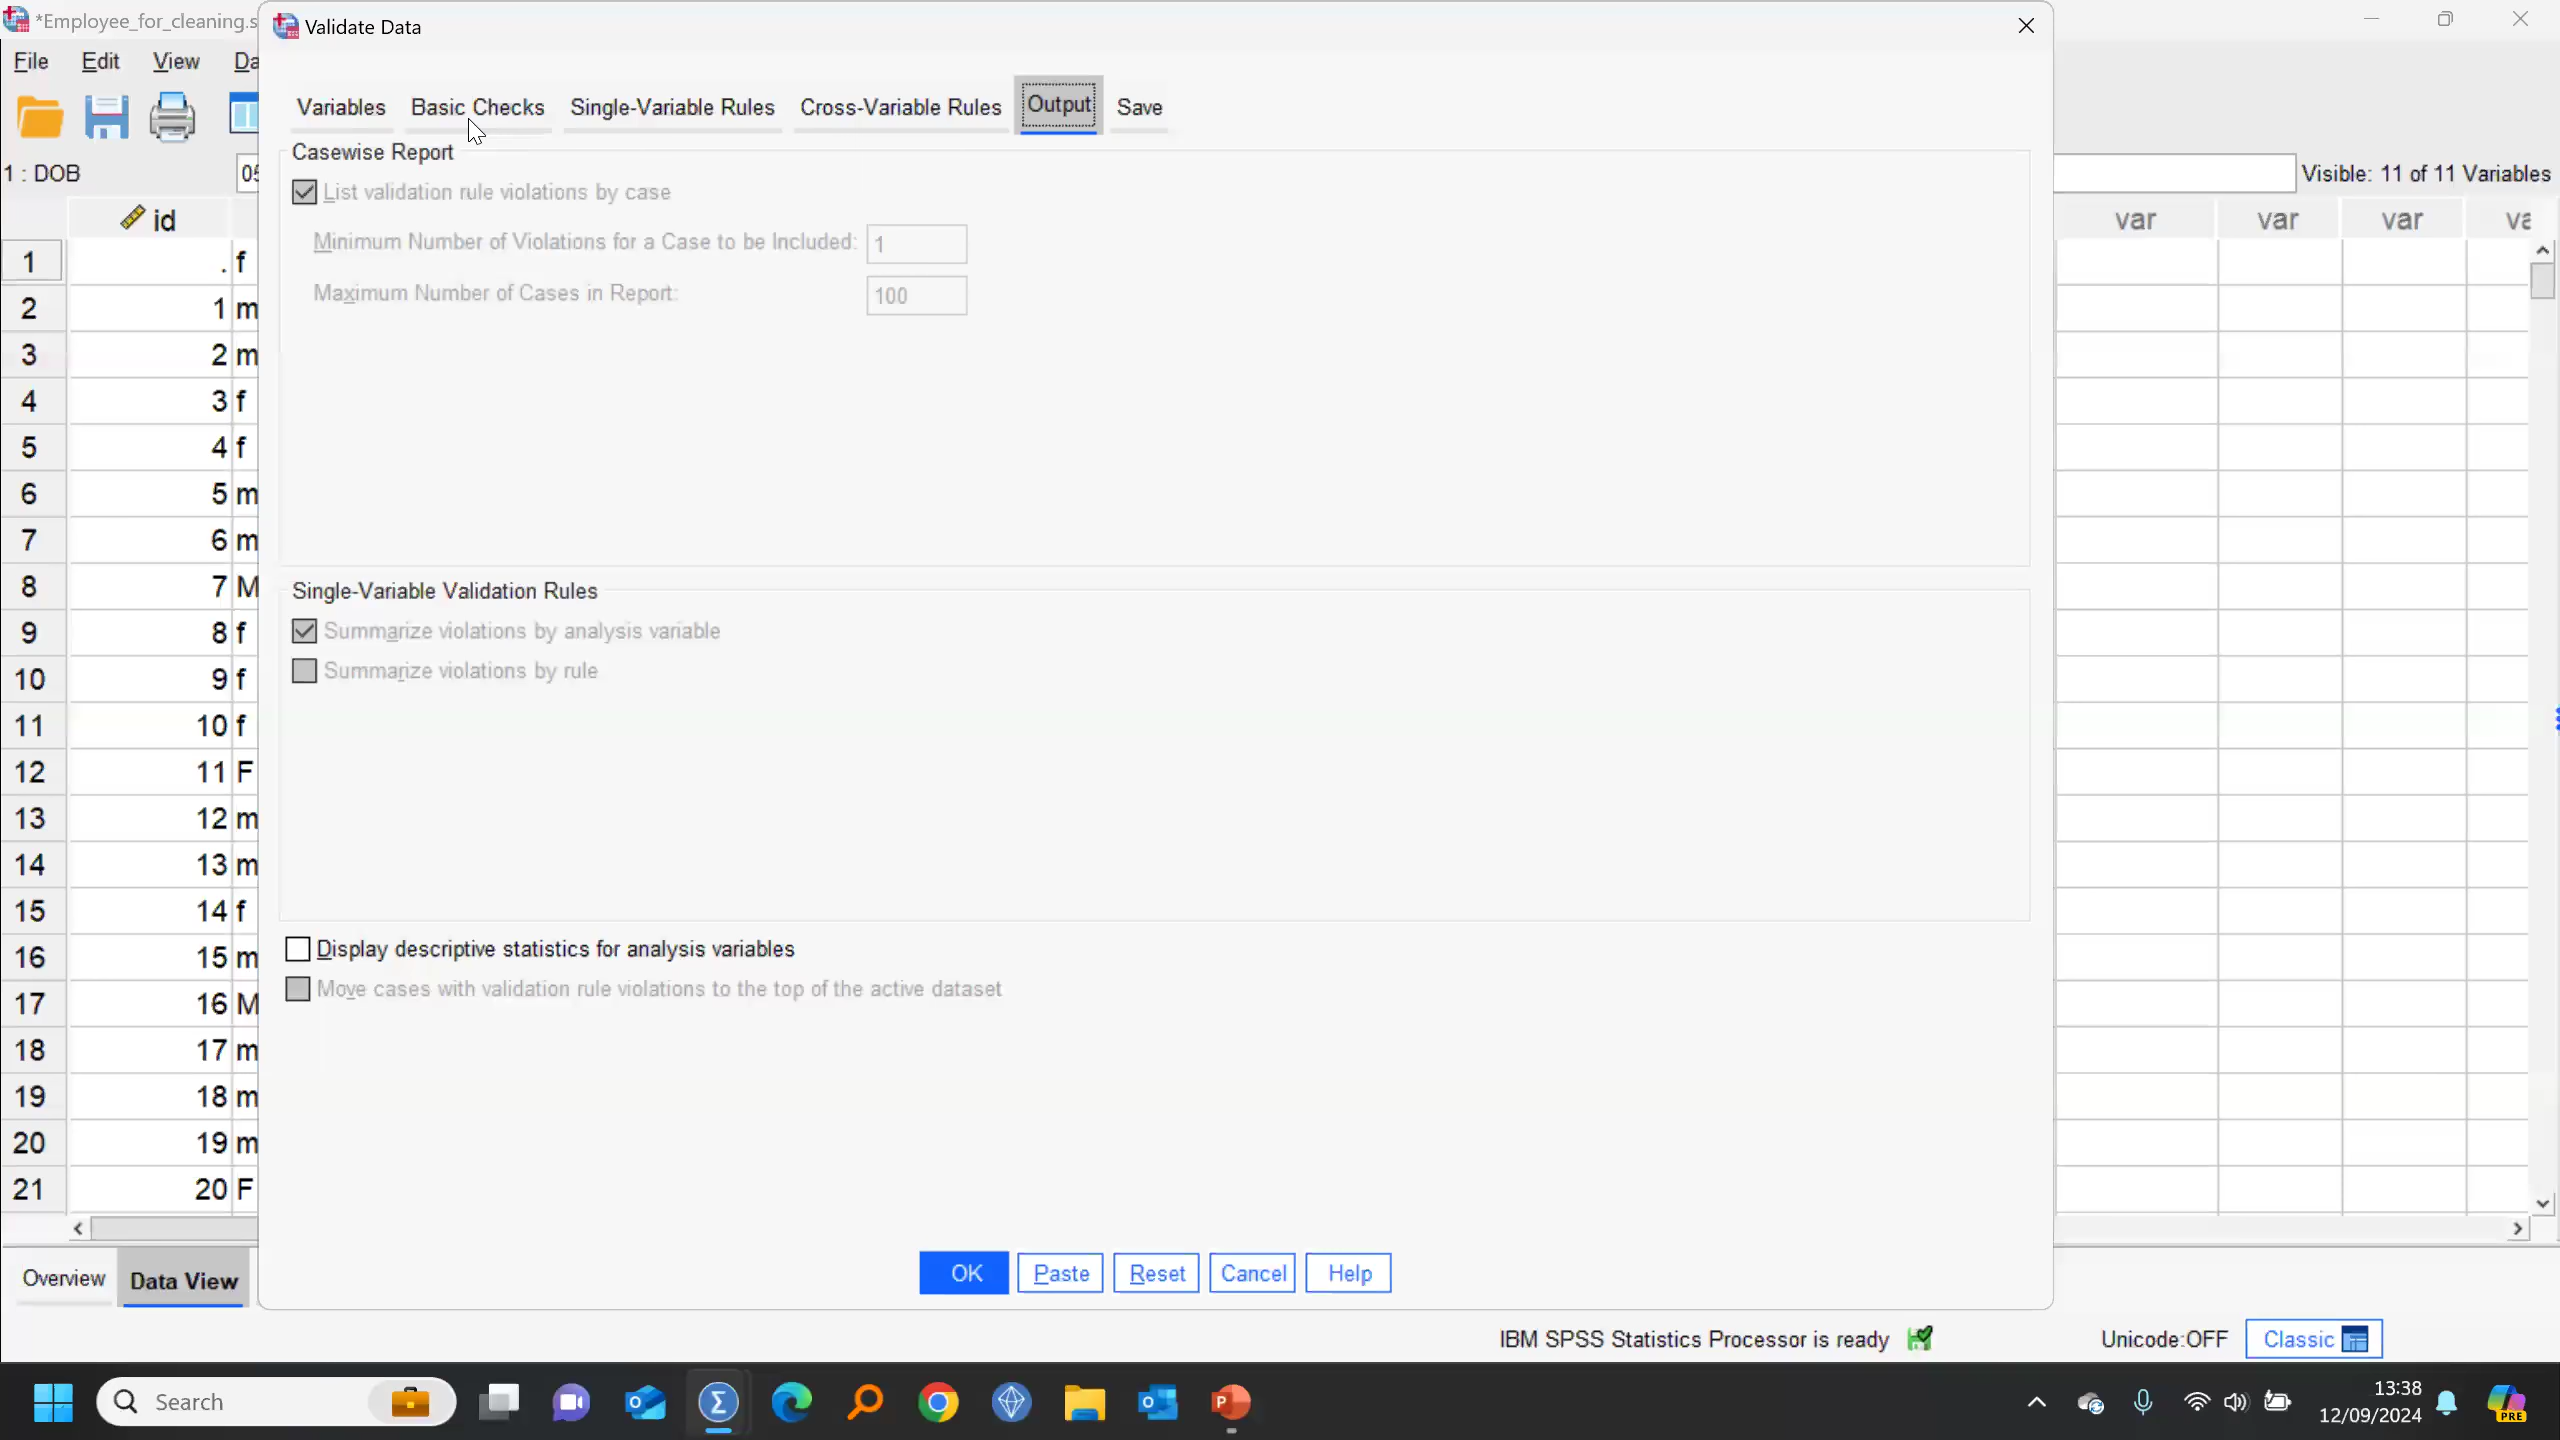 *Employee_for_cleaning.s
Validate Data
File Edit View Da
Variables Basic Checks Single-Variable Rules Cross-Variable Rules Output Save
Casewise Report
1 : DOB 05
Visible: 11 of 11 Variables
List validation rule violations by case
id
var var var va
Minimum Number of Violations for a Case to be Included: 1
Maximum Number of Cases in Report: 100
1 . f
2 1 m
3 2 m
4 3 f
5 4 f
6 5 m
7 6 m
8 7 M
9 8 f
10 9 f
11 10 f
12 11 F
13 12 m
14 13 m
15 14 f
16 15 m
17 16 M
18 17 m
19 18 m
20 19 m
21 20 F
Single-Variable Validation Rules
Summarize violations by analysis variable
Summarize violations by rule
Display descriptive statistics for analysis variables
Move cases with validation rule violations to the top of the active dataset
OK Paste Reset Cancel Help
Overview Data View
IBM SPSS Statistics Processor is ready
Unicode:OFF Classic
Search
13:38
12/09/2024
PRE